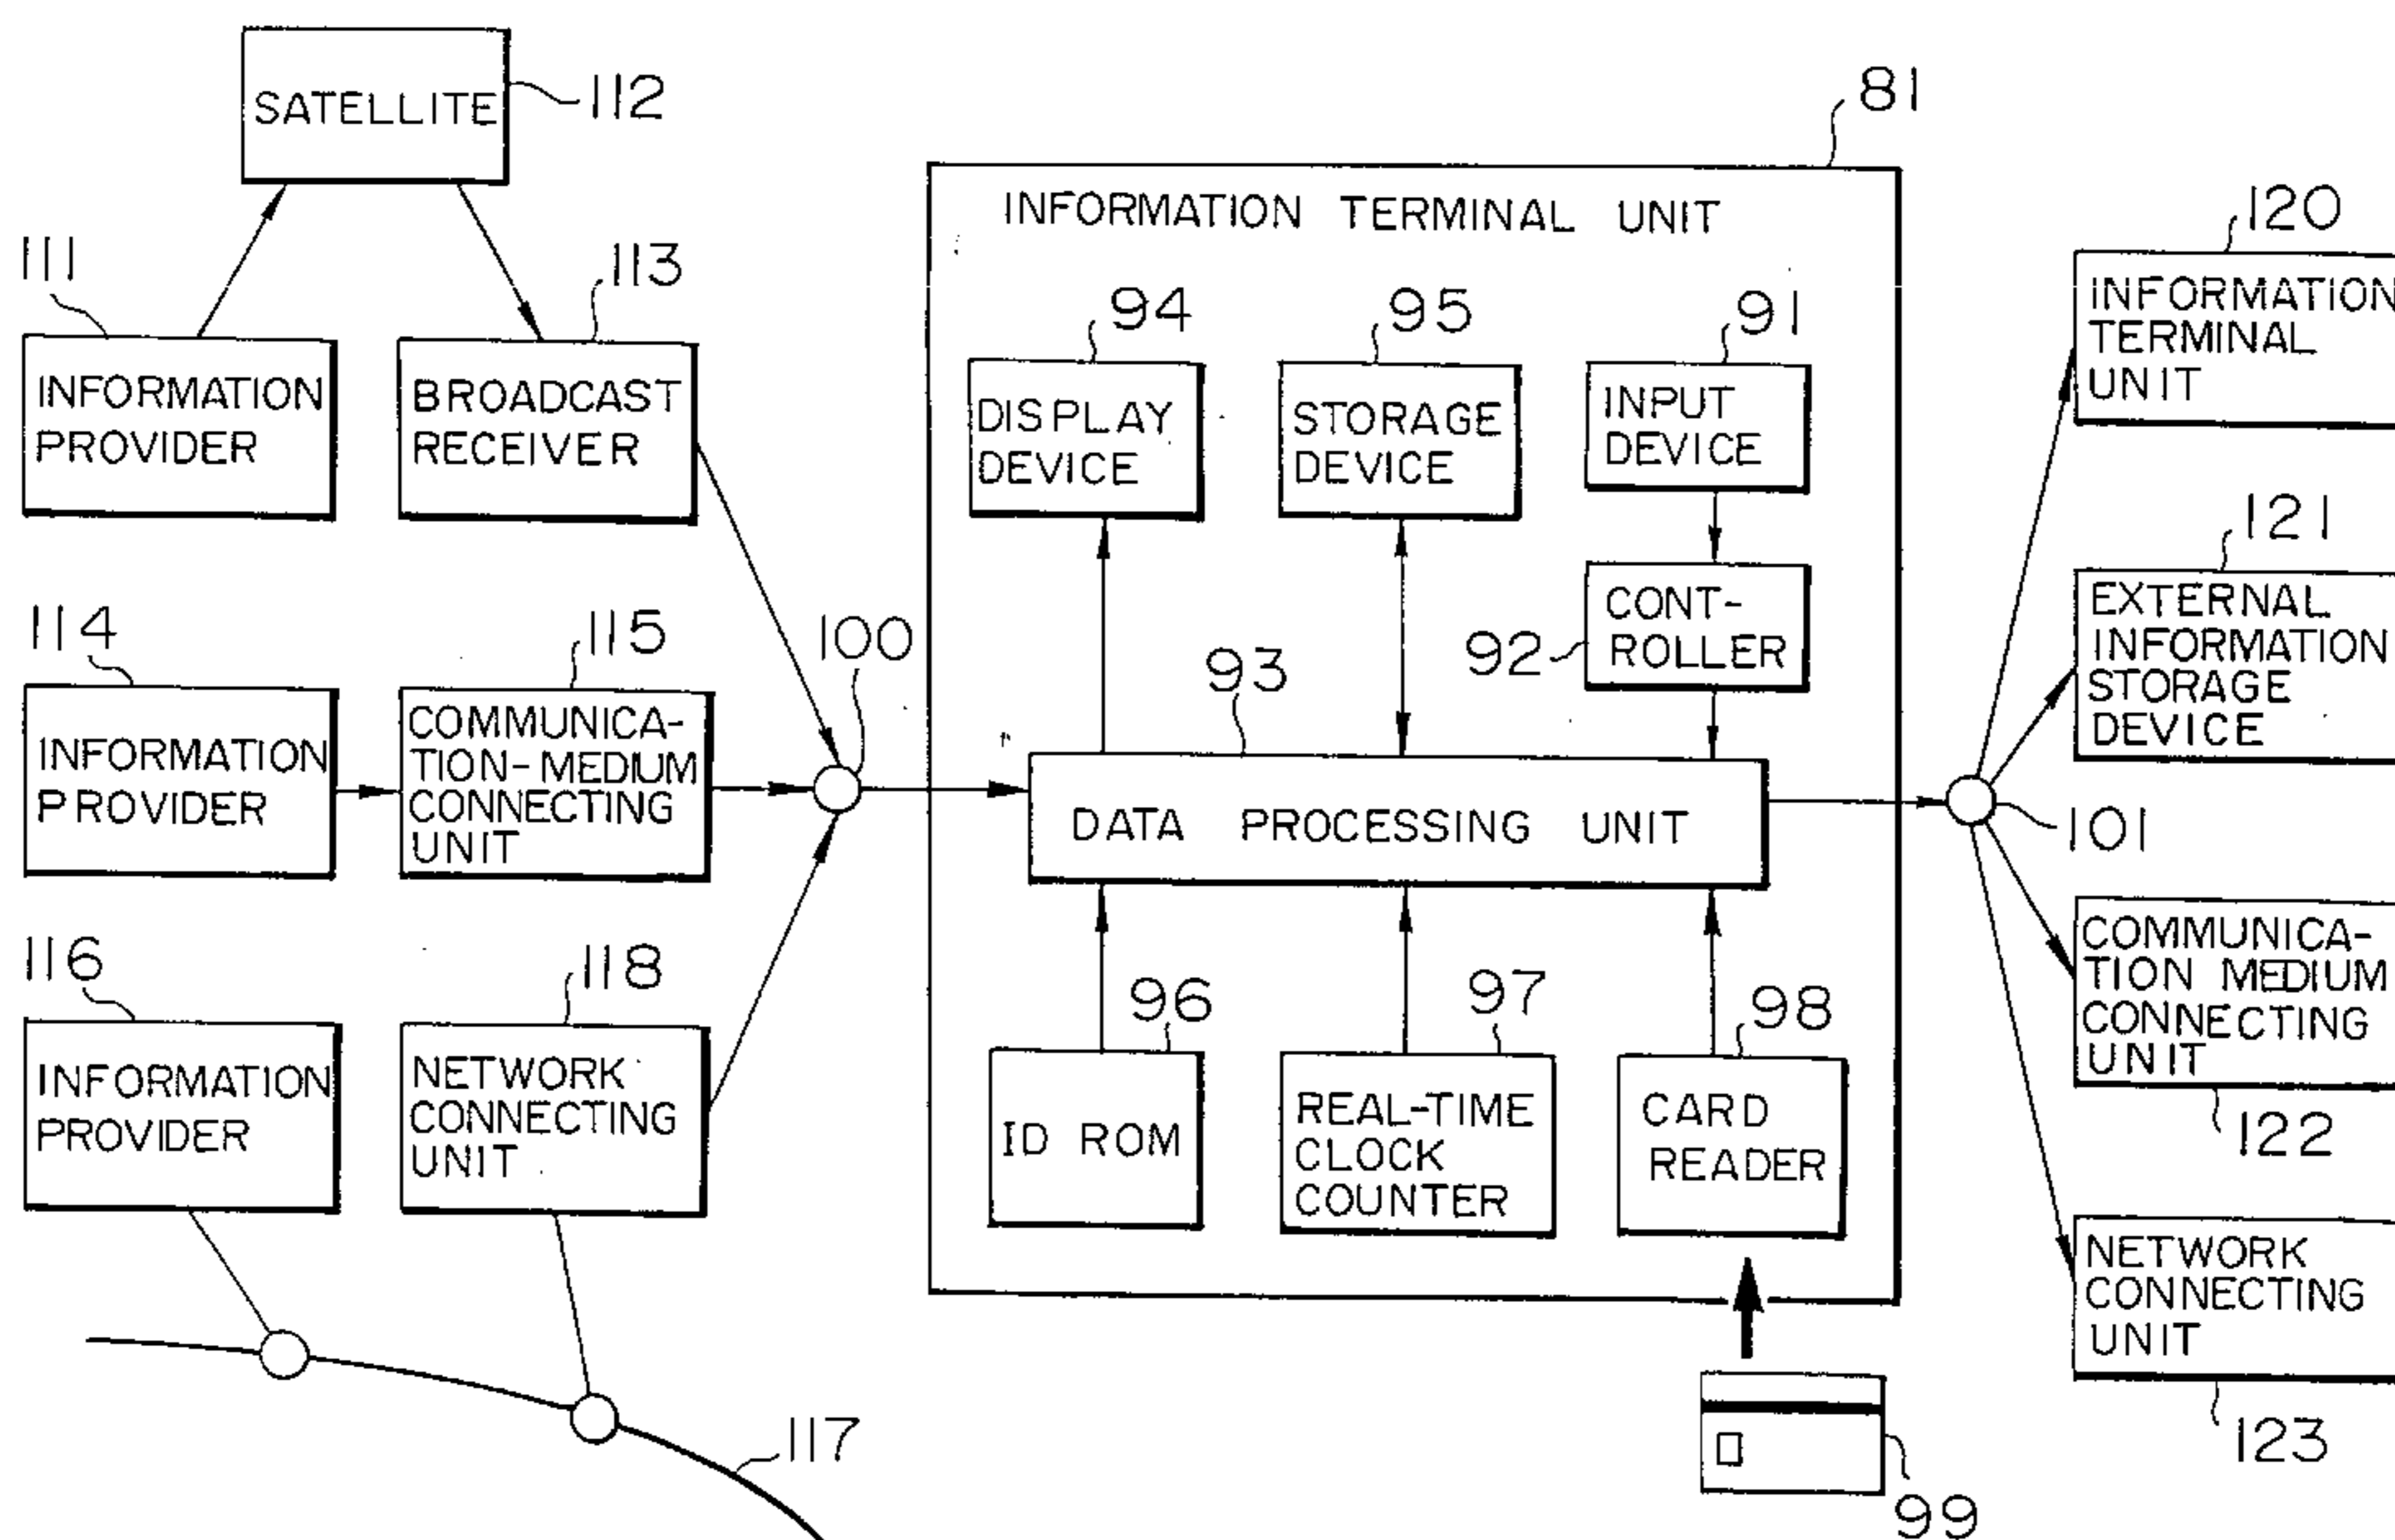 SATELLITE
112
81
INFORMATION TERMINAL UNIT
111
113
INFORMATION
PROVIDER
BROADCAST
RECEIVER
94
DISPLAY
DEVICE
95
STORAGE
DEVICE
91
INPUT
DEVICE
92
CONT-
ROLLER
114
INFORMATION
PROVIDER
115
COMMUNICA-
TION-MEDIUM
CONNECTING
UNIT
100
93
DATA PROCESSING UNIT
116
INFORMATION
PROVIDER
118
NETWORK
CONNECTING
UNIT
117
96
ID ROM
97
REAL-TIME
CLOCK
COUNTER
98
CARD
READER
99
101
120
INFORMATION
TERMINAL
UNIT
121
EXTERNAL
INFORMATION
STORAGE
DEVICE
COMMUNICA-
TION MEDIUM
CONNECTING
UNIT
122
NETWORK
CONNECTING
UNIT
123